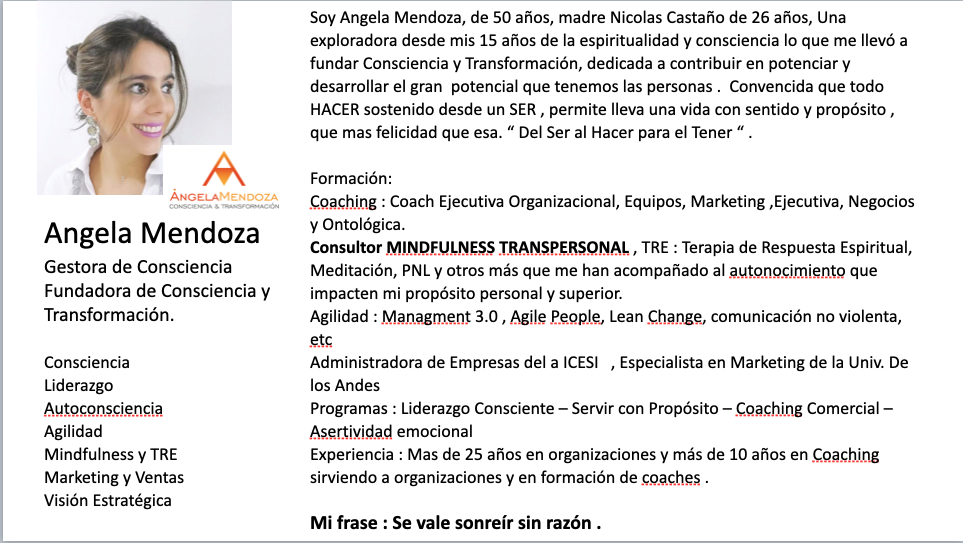 ÁNGELAMENDOZA
CONSCIENCIA & TRANSFORMACIÓN
Angela Mendoza
Gestora de Consciencia
Fundadora de Consciencia y
Transformación.
Consciencia
Liderazgo
Autoconsciencia
Agilidad
Mindfulness y TRE
Marketing y Ventas
Visión Estratégica
Soy Angela Mendoza, de 50 años, madre Nicolas Castaño de 26 años, Una
exploradora desde mis 15 años de la espiritualidad y consciencia lo que me llevó a
fundar Consciencia y Transformación, dedicada a contribuir en potenciar y
desarrollar el gran  potencial que tenemos las personas .  Convencida que todo
HACER sostenido desde un SER , permite lleva una vida con sentido y propósito ,
que mas felicidad que esa. “ Del Ser al Hacer para el Tener “ .
Formación:
Coaching : Coach Ejecutiva Organizacional, Equipos, Marketing ,Ejecutiva, Negocios
y Ontológica.
Consultor MINDFULNESS TRANSPERSONAL , TRE : Terapia de Respuesta Espiritual,
Meditación, PNL y otros más que me han acompañado al autonocimiento que
impacten mi propósito personal y superior.
Agilidad : Managment 3.0 , Agile People, Lean Change, comunicación no violenta,
etc
Administradora de Empresas del a ICESI   , Especialista en Marketing de la Univ. De
los Andes
Programas : Liderazgo Consciente – Servir con Propósito – Coaching Comercial –
Asertividad emocional
Experiencia : Mas de 25 años en organizaciones y más de 10 años en Coaching
sirviendo a organizaciones y en formación de coaches .
Mi frase : Se vale sonreír sin razón .